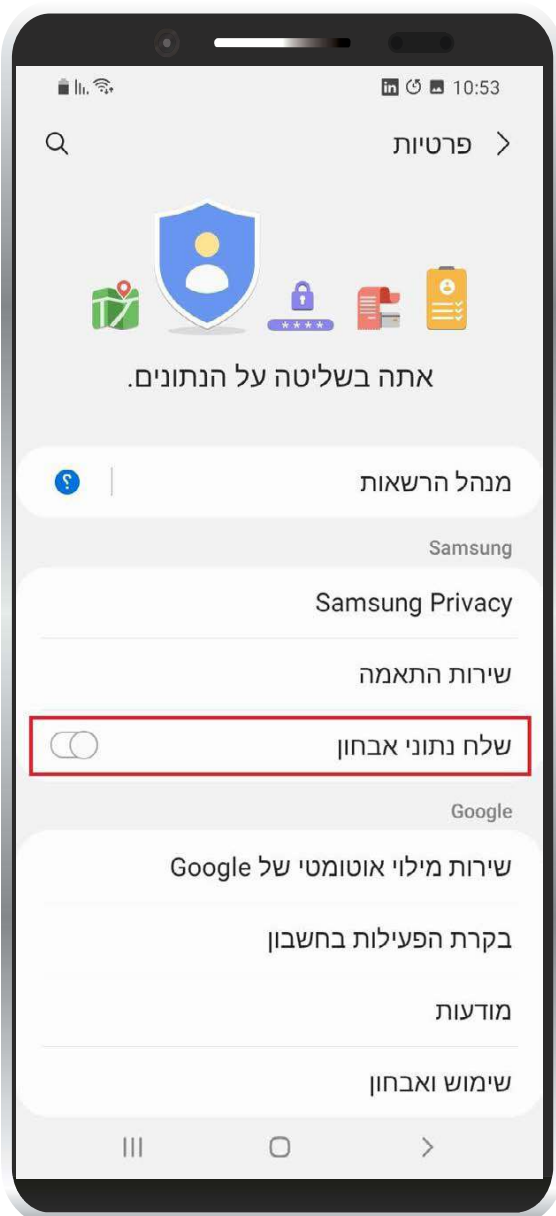 10:53
פרטיות
****
אתה בשליטה על הנתונים.
מנהל הרשאות
Samsung
Samsung Privacy
שירות התאמה
שלח נתוני אבחון
Google
שירות מילוי אוטומטי של Google
בקרת הפעילות בחשבון
מודעות
שימוש ואבחון